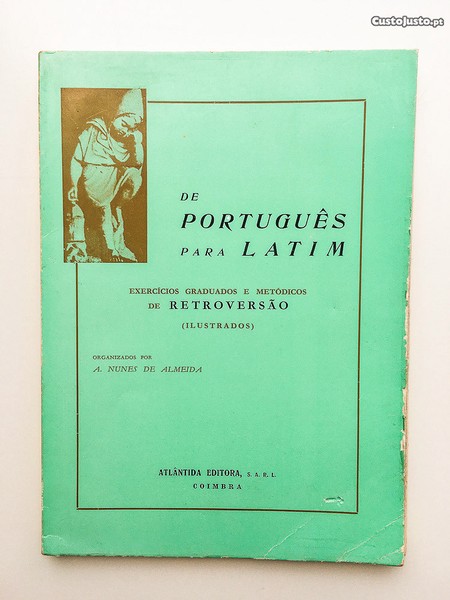 CustoJusto.pt
DE
PORTUGUÊS
PARA LATIM
EXERCÍCIOS GRADUADOS E METÓDICOS
DE RETROVERSÃO
(ILUSTRADOS)
ORGANIZADOS POR
A. NUNES DE ALMEIDA
ATLÂNTIDA EDITORA, S. A. R. L.
COIMBRA